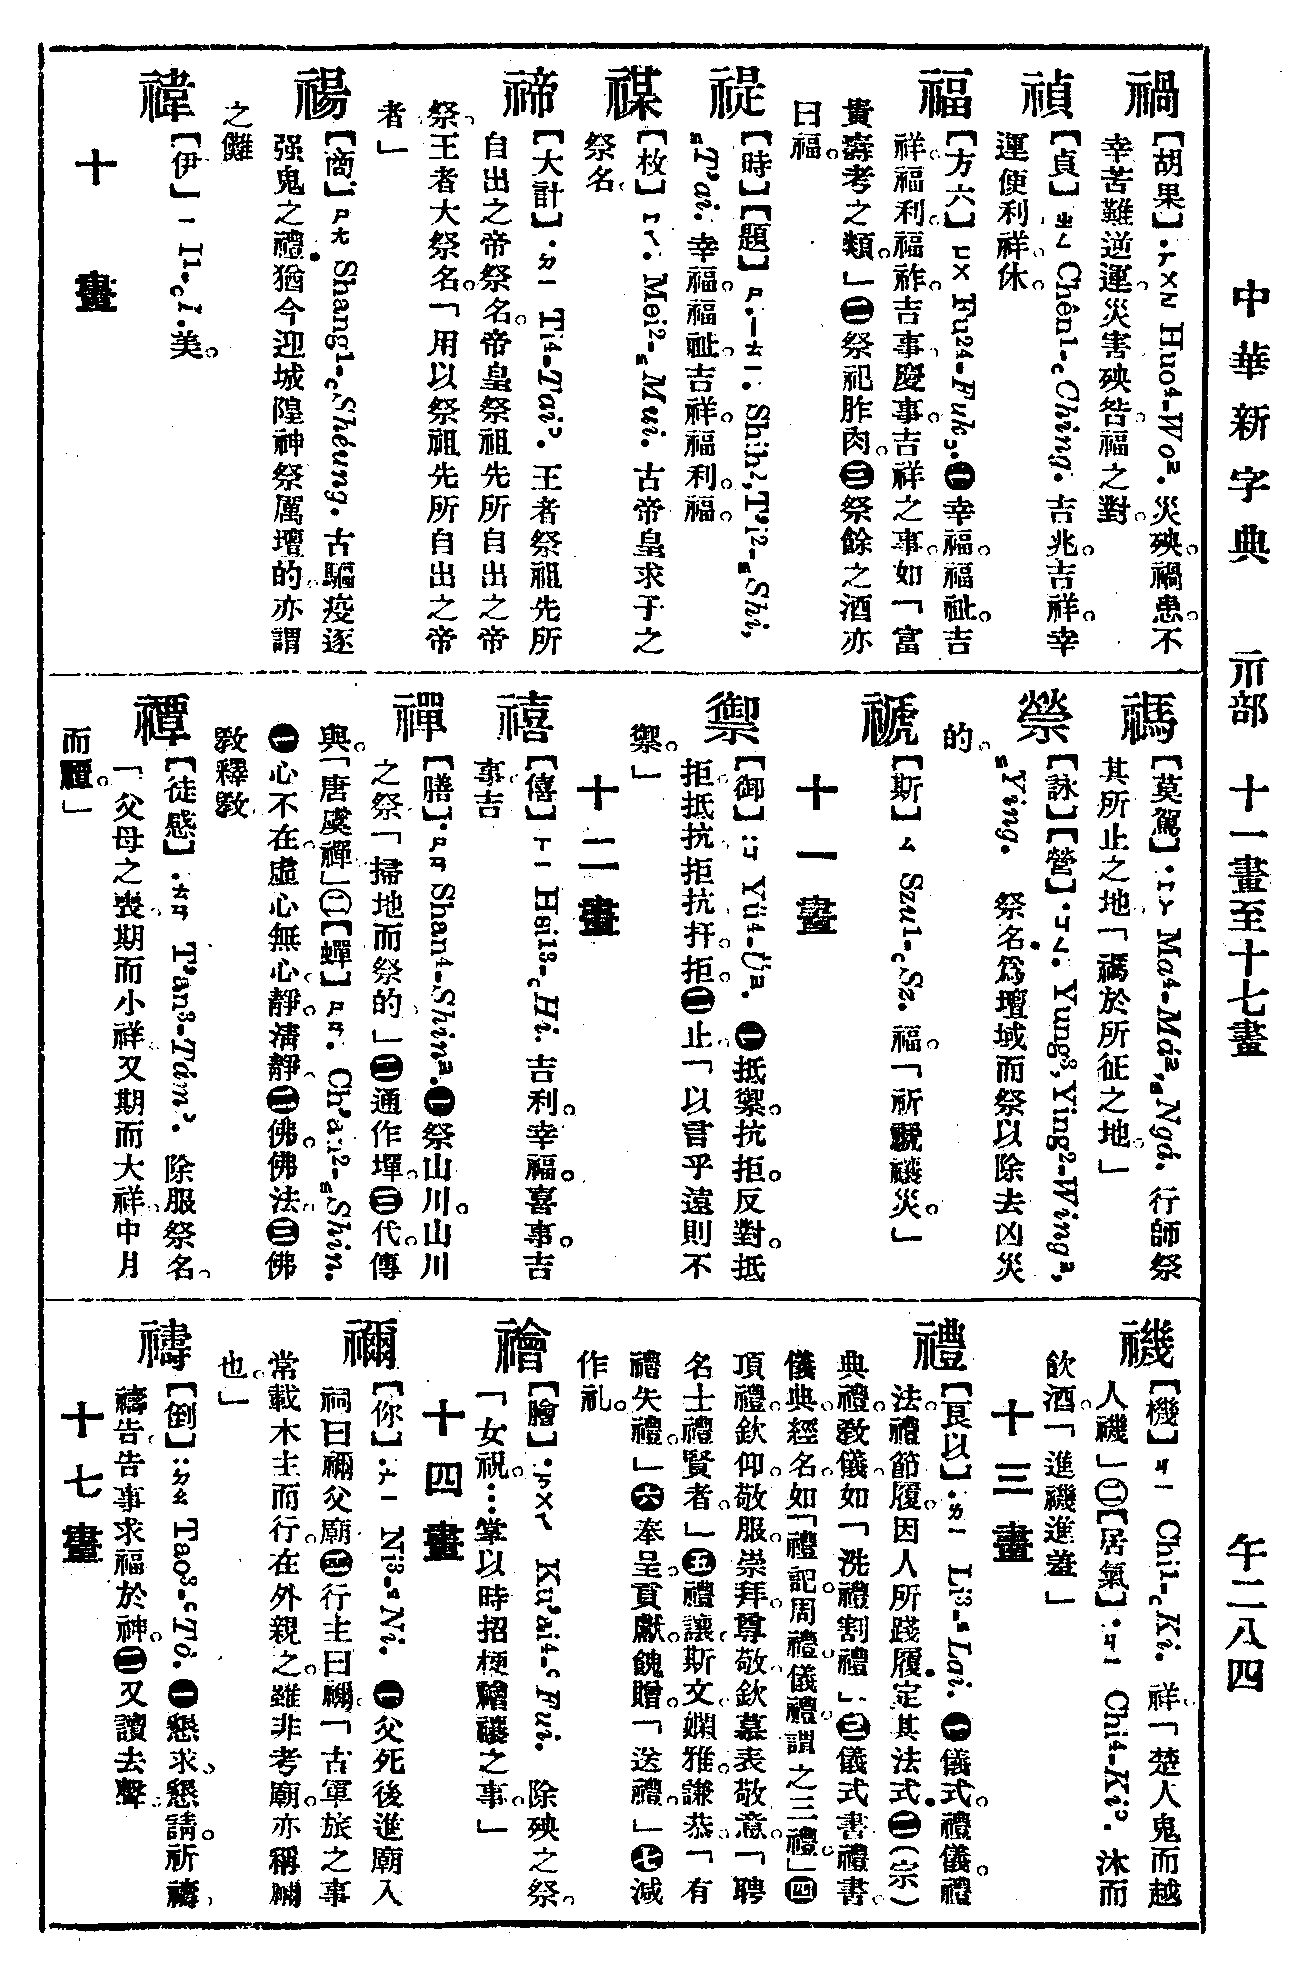 中華新字典 示部 十一畫至十七畫 午二八四
禍【胡果】·ㄏㄨㄛ Huo⁴-Wo². 災殃。禍患。不
幸苦難逆運。災害殃咎。福之對。
禎【貞】ㄓㄥ Chên¹-Ching. 吉兆。吉祥。幸
運便利祥。休。
福【方六】ㄈㄨ Fu²⁴-Fuk. ㊀幸福。福祉。吉
祥。福利。福祚。吉事。慶事。吉祥之事。如「富
貴壽考之類。」㊁祭祀胙肉。㊂祭餘之酒亦
曰福。
禔【時】【題】ㄕ.ㄧㄊㄧ. Shih²,T'i²-Shi,
T'ai. 幸福。福祉。吉祥。福利。福。
禖【枚】ㄇㄟ. Mei²-Mui. 古帝皇求子之
祭名。
禘【大計】·ㄉㄧ Ti⁴-Tai. 王者祭祖先所
自出之帝祭名。帝皇祭祖先所自出之帝
祭。王者大祭名。「用以祭祖先所自出之帝
者」
禓【商】ㄕㄤ Shang¹-Shéung. 古驅疫逐
强鬼之禮。猶今迎城隍神祭厲壇的。亦謂
之儺
禕【伊】ㄧ I¹-I. 美。
十畫
禡【莫駕】·ㄇㄚ Ma⁴-Má²,Ngá. 行師祭
其所止之地。「禡於所征之地。」
禜【詠】【營】·ㄩㄥ. Yung³,Ying²-Wing²,
Ying. 祭名。爲壇域而祭以除去凶災
的。
禠【斯】ㄙ Szu¹-Sz. 福。「祈禠禳災。」
十一畫
禦【御】:ㄩ Yü⁴-Ü². ㊀抵禦。抗拒。反對。抵
拒。抵抗。拒抗。抗扞。拒。㊁止。「以言乎遠則不
禦。」
十二畫
禧【僖】ㄒㄧ Hsi¹³-Hi. 吉利。幸福。喜事。吉
事。吉
禪【膳】·ㄕㄢ Shan⁴-Shin². ㊀祭山川。山川
之祭「掃地而祭的」㊁通作墠。㊂代。傳
與。「唐虞禪」㊁【蟬】ㄕㄢ. Ch'an²-Shin.
㊀心不在。虛心無心。靜。淸靜。㊁佛。佛法。㊂佛
敎釋敎
禫【徒感】·ㄊㄢ T'an³-Tám. 除服祭名。
「父母之喪。期而小祥。又期而大祥。中月
而禫。」
禨【機】ㄐㄧ Chi¹-Ki. 祥。「楚人鬼而越
人禨」㊁【居氣】·ㄐㄧ Chi⁴-Ki. 沐而
飲酒。「進禨進羞」
十三畫
禮【良以】·ㄌㄧ Li³-Lai. ㊀儀式。禮儀。禮
法。禮節。履。因人所踐履。定其法式。㊁(宗)
典禮。敎儀。如「洗禮割禮」㊂儀式書。禮書。
儀典。經名。如「禮記。周禮。儀禮。謂之三禮。」㊃
項禮。欽仰。敬服。崇拜。尊敬。欽慕。表敬意。「聘
名士禮賢者。」㊄禮讓。斯文。嫻雅。謙恭。「有
禮。失禮。」㊅奉呈。貢獻。餽贈。「送禮。」㊆減
作礼。
禬【膾】·ㄎㄨㄟ Ku'ai⁴-Fui. 除殃之祭。
「女祝。…掌以時招梗禬禳之事。」
十四畫
禰【你】·ㄏㄧ Ni³-Ni. ㊀父死後進廟入
祠曰禰。父廟。㊁行主曰禰。「古軍旅之事
常載木主而行。在外親之。雖非考廟。亦稱禰
也。」
禱【倒】:ㄉㄠ Tao³-Tó. ㊀懇求。懇請。祈禱。
禱告。告事求福於神。㊁又讀去聲。
十七畫